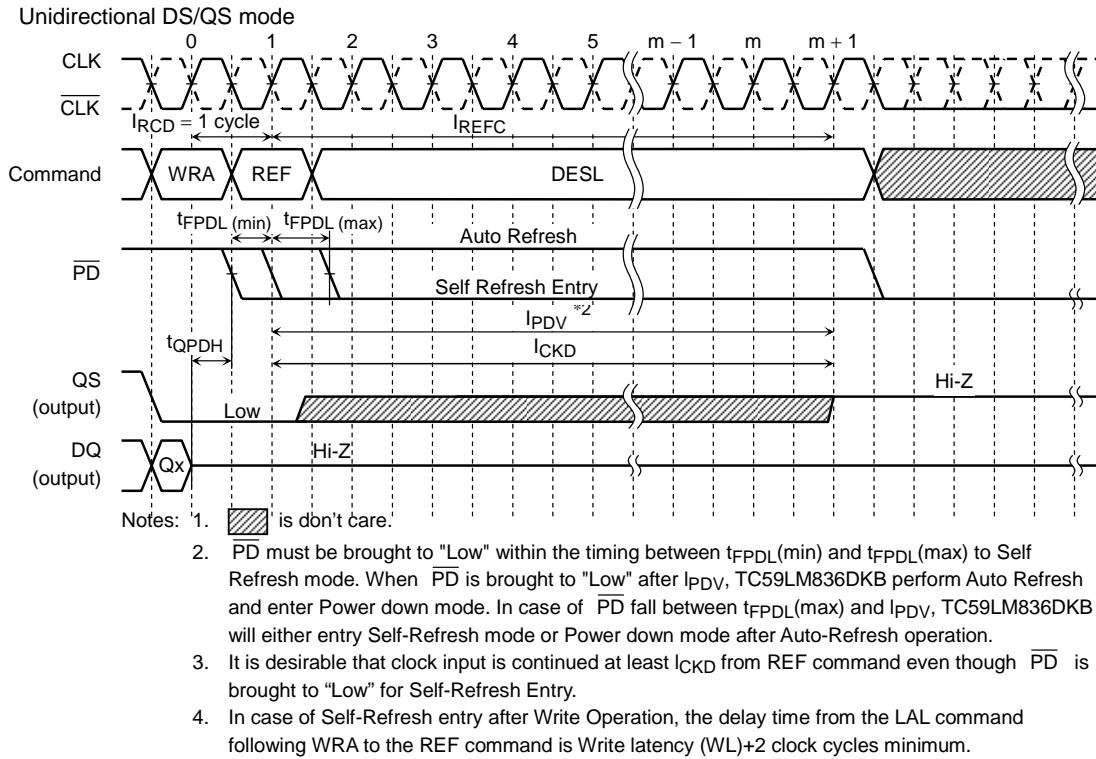 Unidirectional DS/QS mode
0 1 2 3 4 5 m − 1 m m + 1
CLK
CLK
IRCD = 1 cycle IREFC
Command WRA REF DESL
tFPDL (min) tFPDL (max)
Auto Refresh
PD
Self Refresh Entry
IPDV *2
tQPDH
ICKD
QS
(output)
Low
Hi-Z
DQ
(output)
Qx
Hi-Z
Notes: 1. is don't care.
2. PD must be brought to "Low" within the timing between tFPDL(min) and tFPDL(max) to Self
Refresh mode. When PD is brought to "Low" after IPDV, TC59LM836DKB perform Auto Refresh
and enter Power down mode. In case of PD fall between tFPDL(max) and IPDV, TC59LM836DKB
will either entry Self-Refresh mode or Power down mode after Auto-Refresh operation.
3. It is desirable that clock input is continued at least ICKD from REF command even though PD is
brought to “Low” for Self-Refresh Entry.
4. In case of Self-Refresh entry after Write Operation, the delay time from the LAL command
following WRA to the REF command is Write latency (WL)+2 clock cycles minimum.